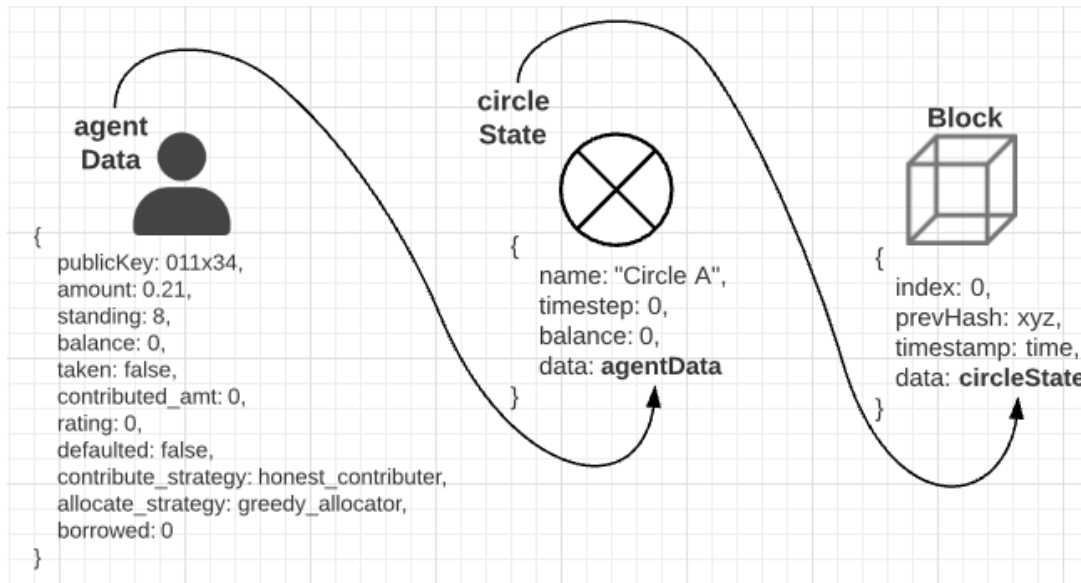 agent
Data
{
publicKey: 011x34,
amount: 0.21,
standing: 8,
balance: 0,
taken: false,
contributed_amt: 0,
rating: 0,
defaulted: false,
contribute_strategy: honest_contributer,
allocate_strategy: greedy_allocator,
borrowed: 0
}
circle
State
{
name: "Circle A",
timestep: 0,
balance: 0,
data: agentData
}
Block
{
index: 0,
prevHash: xyz,
timestamp: time,
data: circleState
}